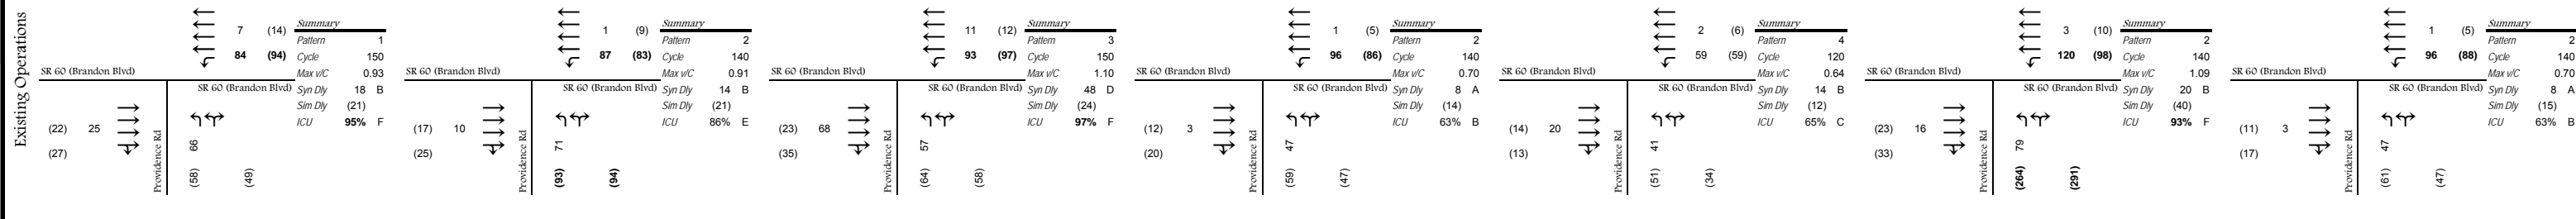 Existing Operations
7 (14)
84 (94)
SR 60 (Brandon Blvd)
SR 60 (Brandon Blvd)
(22) 25
(27)
Providence Rd
66
(58) (49)
Summary
Pattern 1
Cycle 150
Max v/C 0.93
Syn Dly 18 B
Sim Dly (21)
ICU 95% F
1 (9)
87 (83)
SR 60 (Brandon Blvd)
SR 60 (Brandon Blvd)
(17) 10
(25)
Providence Rd
71
(93) (94)
Summary
Pattern 2
Cycle 140
Max v/C 0.91
Syn Dly 14 B
Sim Dly (21)
ICU 86% E
11 (12)
93 (97)
SR 60 (Brandon Blvd)
SR 60 (Brandon Blvd)
(23) 68
(35)
Providence Rd
57
(64) (58)
Summary
Pattern 3
Cycle 150
Max v/C 1.10
Syn Dly 48 D
Sim Dly (24)
ICU 97% F
1 (5)
96 (86)
SR 60 (Brandon Blvd)
SR 60 (Brandon Blvd)
(12) 3
(20)
Providence Rd
47
(59) (47)
Summary
Pattern 2
Cycle 140
Max v/C 0.70
Syn Dly 8 A
Sim Dly (14)
ICU 63% B
2 (6)
59 (59)
SR 60 (Brandon Blvd)
SR 60 (Brandon Blvd)
(14) 20
(13)
Providence Rd
41
(51) (34)
Summary
Pattern 4
Cycle 120
Max v/C 0.64
Syn Dly 14 B
Sim Dly (12)
ICU 65% C
3 (10)
120 (98)
SR 60 (Brandon Blvd)
SR 60 (Brandon Blvd)
(23) 16
(33)
Providence Rd
79
(264) (291)
Summary
Pattern 2
Cycle 140
Max v/C 1.09
Syn Dly 20 B
Sim Dly (40)
ICU 93% F
1 (5)
96 (88)
SR 60 (Brandon Blvd)
SR 60 (Brandon Blvd)
(11) 3
(17)
Providence Rd
47
(61) (47)
Summary
Pattern 2
Cycle 140
Max v/C 0.70
Syn Dly 8 A
Sim Dly (15)
ICU 63% B